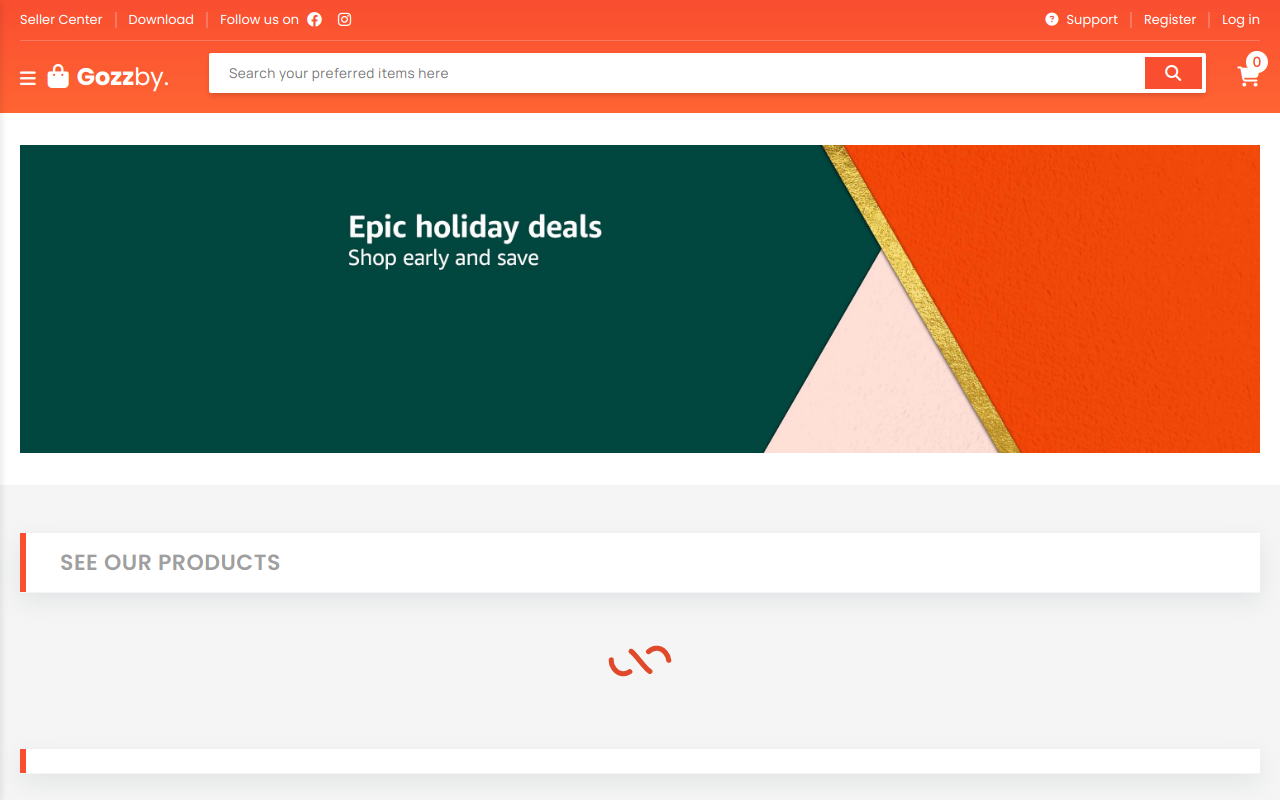 Seller Center
Download
Follow us on
Support
Register
Log in
Gozzby.
Search your preferred items here
0
Epic holiday deals
Shop early and save
SEE OUR PRODUCTS